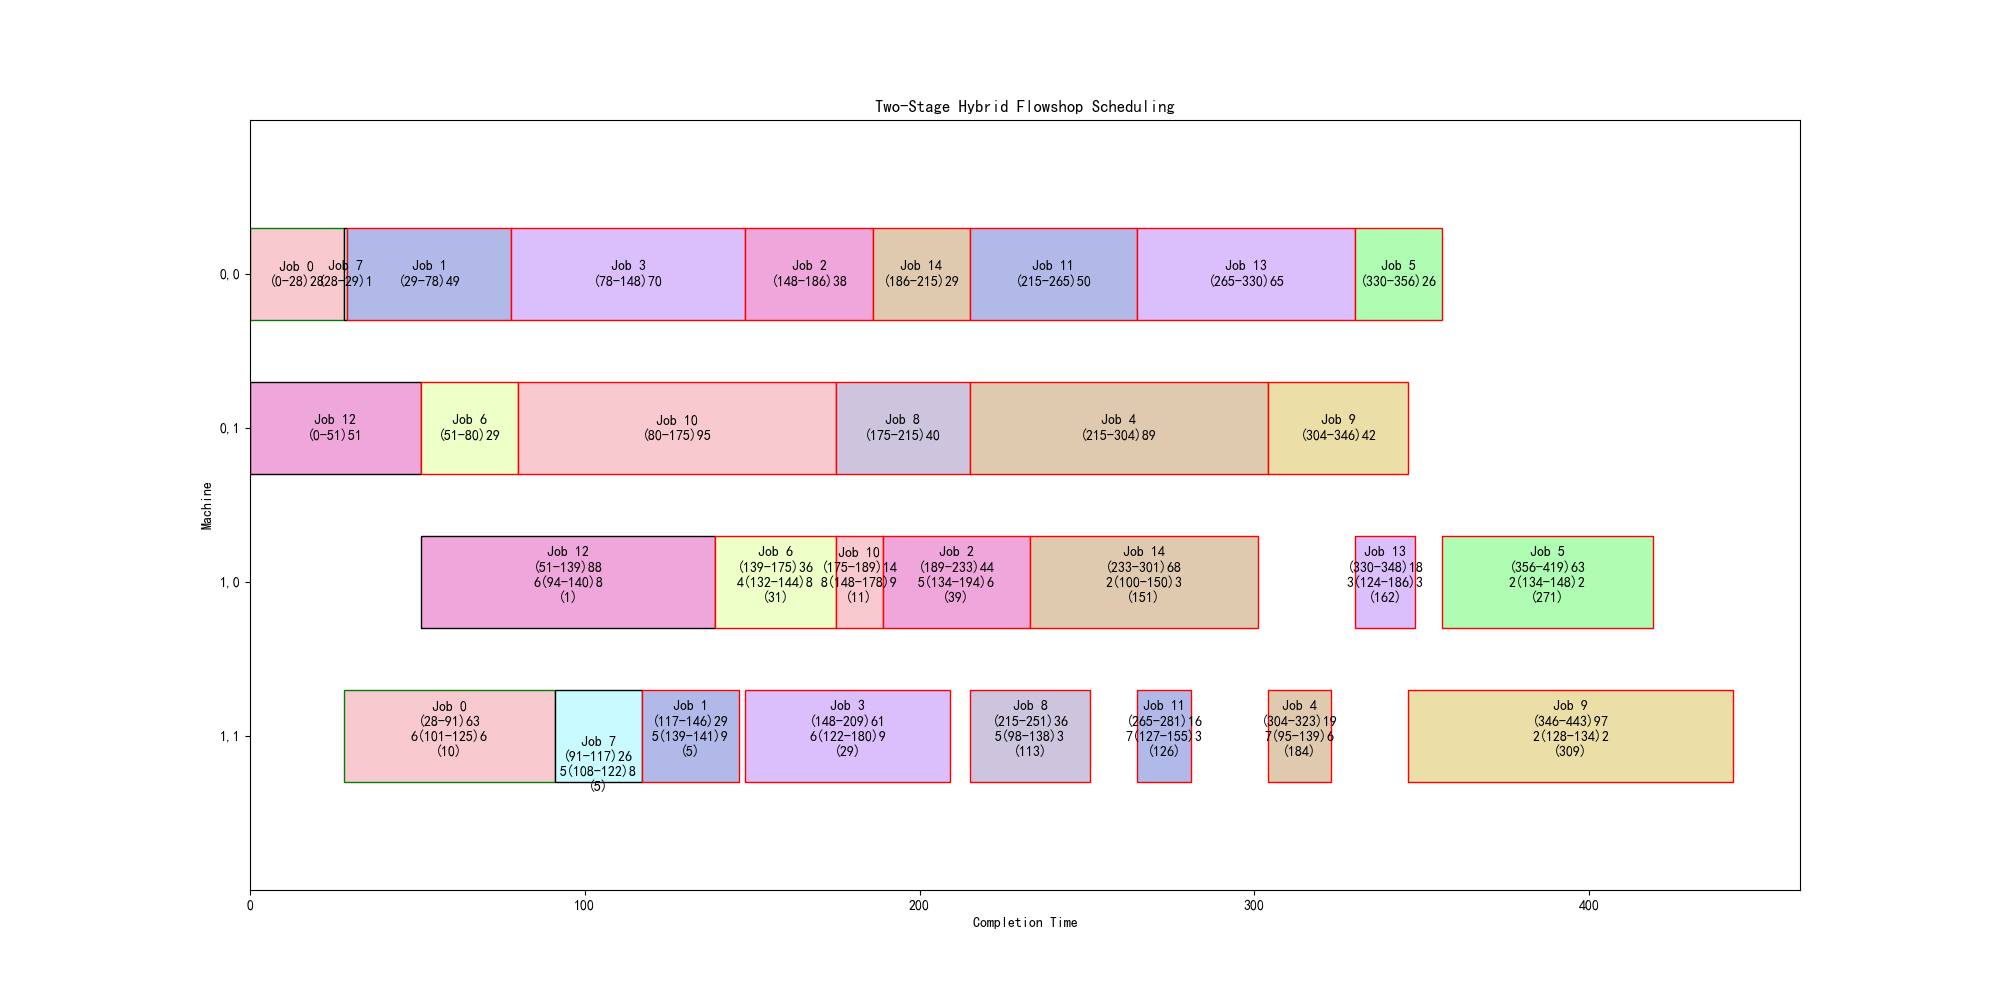 Two-Stage Hybrid Flowshop Scheduling
Machine
0,0
Job 0
(0-28)28
Job 7
(28-29)1
Job 1
(29-78)49
Job 3
(78-148)70
Job 2
(148-186)38
Job 14
(186-215)29
Job 11
(215-265)50
Job 13
(265-330)65
Job 5
(330-356)26
0,1
Job 12
(0-51)51
Job 6
(51-80)29
Job 10
(80-175)95
Job 8
(175-215)40
Job 4
(215-304)89
Job 9
(304-346)42
1,0
Job 12
(51-139)88
6(94-140)8
(1)
Job 6
(139-175)36
4(132-144)8
(31)
Job 10
(175-189)14
8(148-178)9
(11)
Job 2
(189-233)44
5(134-194)6
(39)
Job 14
(233-301)68
2(100-150)3
(151)
Job 13
(330-348)18
3(124-186)3
(162)
Job 5
(356-419)63
2(134-148)2
(271)
1,1
Job 0
(28-91)63
6(101-125)6
(10)
Job 7
(91-117)26
5(108-122)8
(5)
Job 1
(117-146)29
5(139-141)9
(5)
Job 3
(148-209)61
6(122-180)9
(29)
Job 8
(215-251)36
5(98-138)3
(113)
Job 11
(265-281)16
7(127-155)3
(126)
Job 4
(304-323)19
7(95-139)6
(184)
Job 9
(346-443)97
2(128-134)2
(309)
0
100
200
300
400
Completion Time